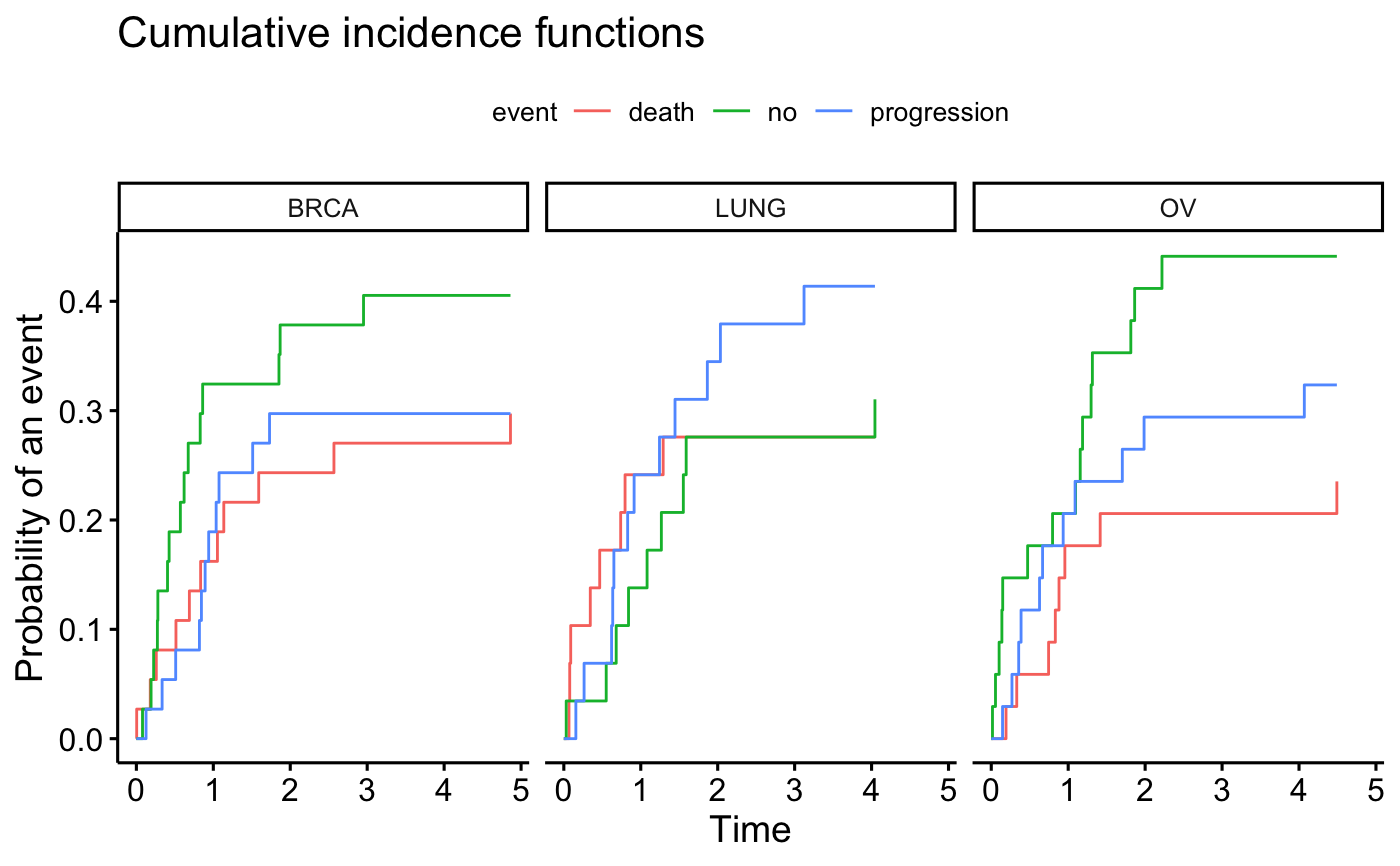 Cumulative incidence functions
event death no progression
BRCA LUNG OV
Probability of an event
0.4
0.3
0.2
0.1
0.0
0 1 2 3 4 5 0 1 2 3 4 5 0 1 2 3 4 5
Time